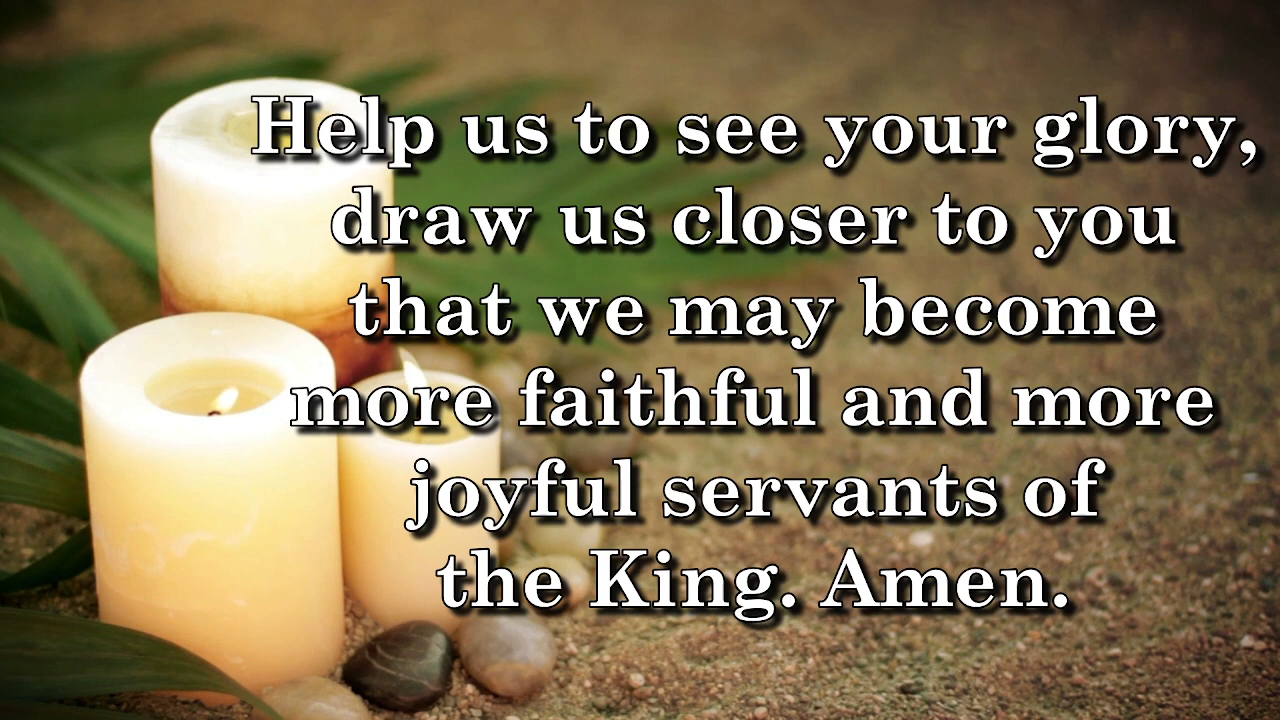 Help us to see your glory,
draw us closer to you
that we may become
more faithful and more
joyful servants of
the King. Amen.